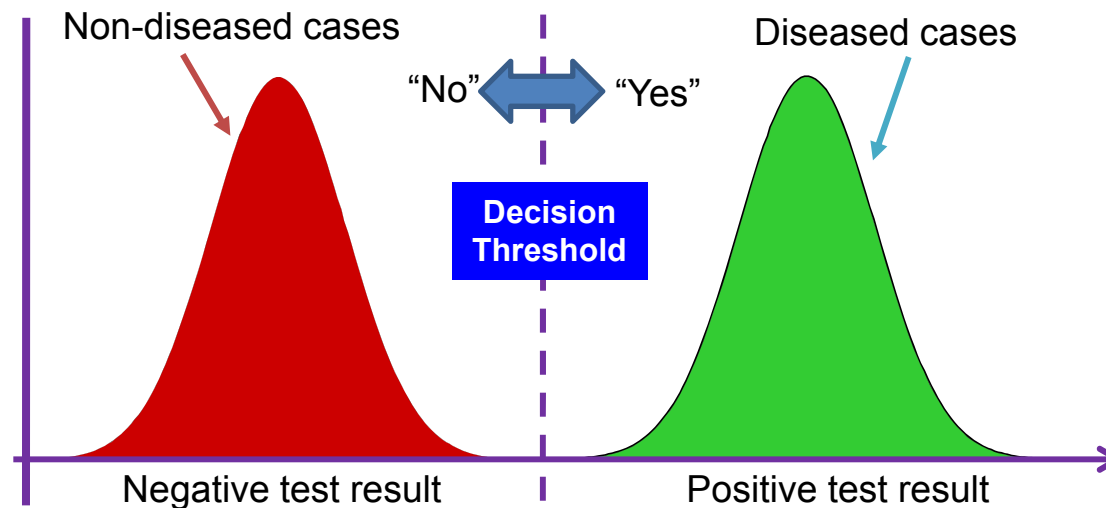 Non-diseased cases
Diseased cases
“No”
“Yes”
Decision
Threshold
Negative test result
Positive test result